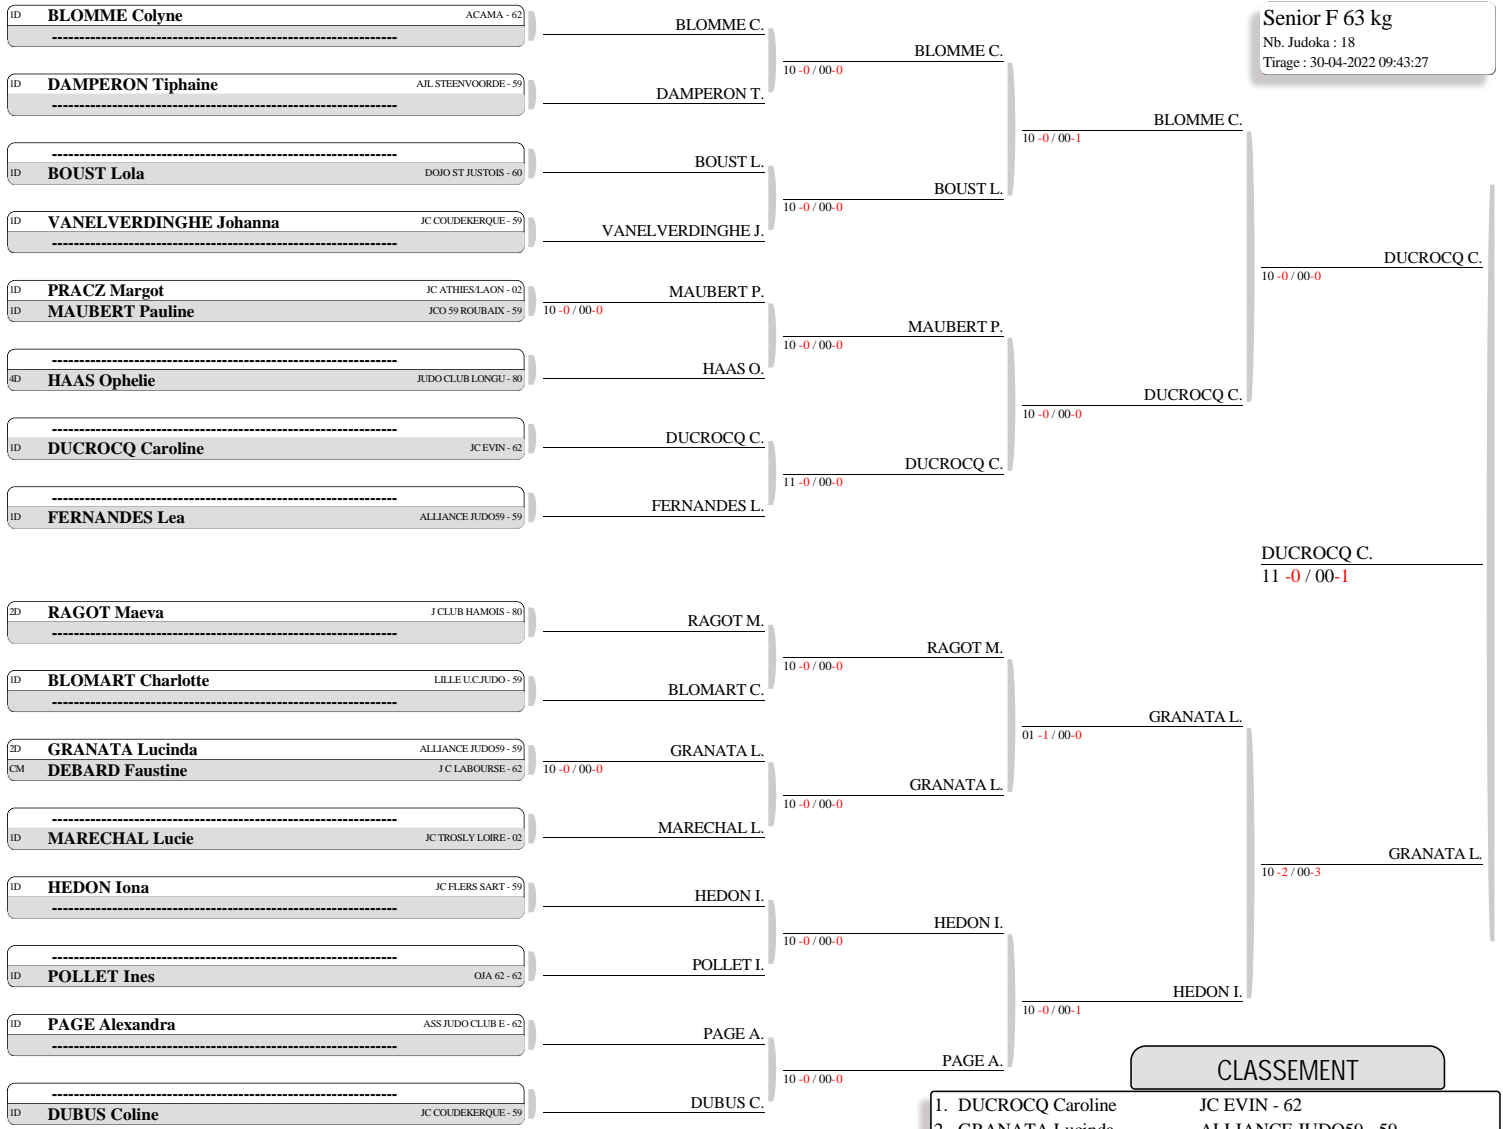 Senior F 63 kg
Nb. Judoka : 18
Tirage : 30-04-2022 09:43:27
1D BLOMME Colyne ACAMA - 62
1D DAMPERON Tiphaine AJL STEENVOORDE - 59
1D BOUST Lola DOJO ST JUSTOIS - 60
1D VANELVERDINGHE Johanna JC COUDEKERQUE - 59
1D PRACZ Margot JC ATHIES/LAON - 02
1D MAUBERT Pauline JCO 59 ROUBAIX - 59
4D HAAS Ophelie JUDO CLUB LONGU - 80
1D DUCROCQ Caroline JC EVIN - 62
1D FERNANDES Lea ALLIANCE JUDO59 - 59
2D RAGOT Maeva J CLUB HAMOIS - 80
1D BLOMART Charlotte LILLE U.C.JUDO - 59
2D GRANATA Lucinda ALLIANCE JUDO59 - 59
CM DEBARD Faustine J C LABOURSE - 62
1D MARECHAL Lucie JC TROSLY LOIRE - 02
1D HEDON Iona JC FLERS SART - 59
1D POLLET Ines OJA 62 - 62
1D PAGE Alexandra ASS JUDO CLUB E - 62
1D DUBUS Coline JC COUDEKERQUE - 59
BLOMME C.
DAMPERON T.
BOUST L.
VANELVERDINGHE J.
MAUBERT P.
10 -0 / 00-0
HAAS O.
DUCROCQ C.
FERNANDES L.
RAGOT M.
BLOMART C.
GRANATA L.
10 -0 / 00-0
MARECHAL L.
HEDON I.
POLLET I.
PAGE A.
DUBUS C.
BLOMME C.
10 -0 / 00-0
BOUST L.
10 -0 / 00-0
MAUBERT P.
10 -0 / 00-0
DUCROCQ C.
11 -0 / 00-0
RAGOT M.
10 -0 / 00-0
GRANATA L.
10 -0 / 00-0
HEDON I.
10 -0 / 00-0
PAGE A.
10 -0 / 00-0
BLOMME C.
10 -0 / 00-1
DUCROCQ C.
10 -0 / 00-0
GRANATA L.
01 -1 / 00-0
HEDON I.
10 -0 / 00-1
DUCROCQ C.
10 -0 / 00-0
GRANATA L.
10 -2 / 00-3
DUCROCQ C.
11 -0 / 00-1
CLASSEMENT
1. DUCROCQ Caroline JC EVIN - 62
2. GRANATA Lucinda ALLIANCE JUDO59 - 59